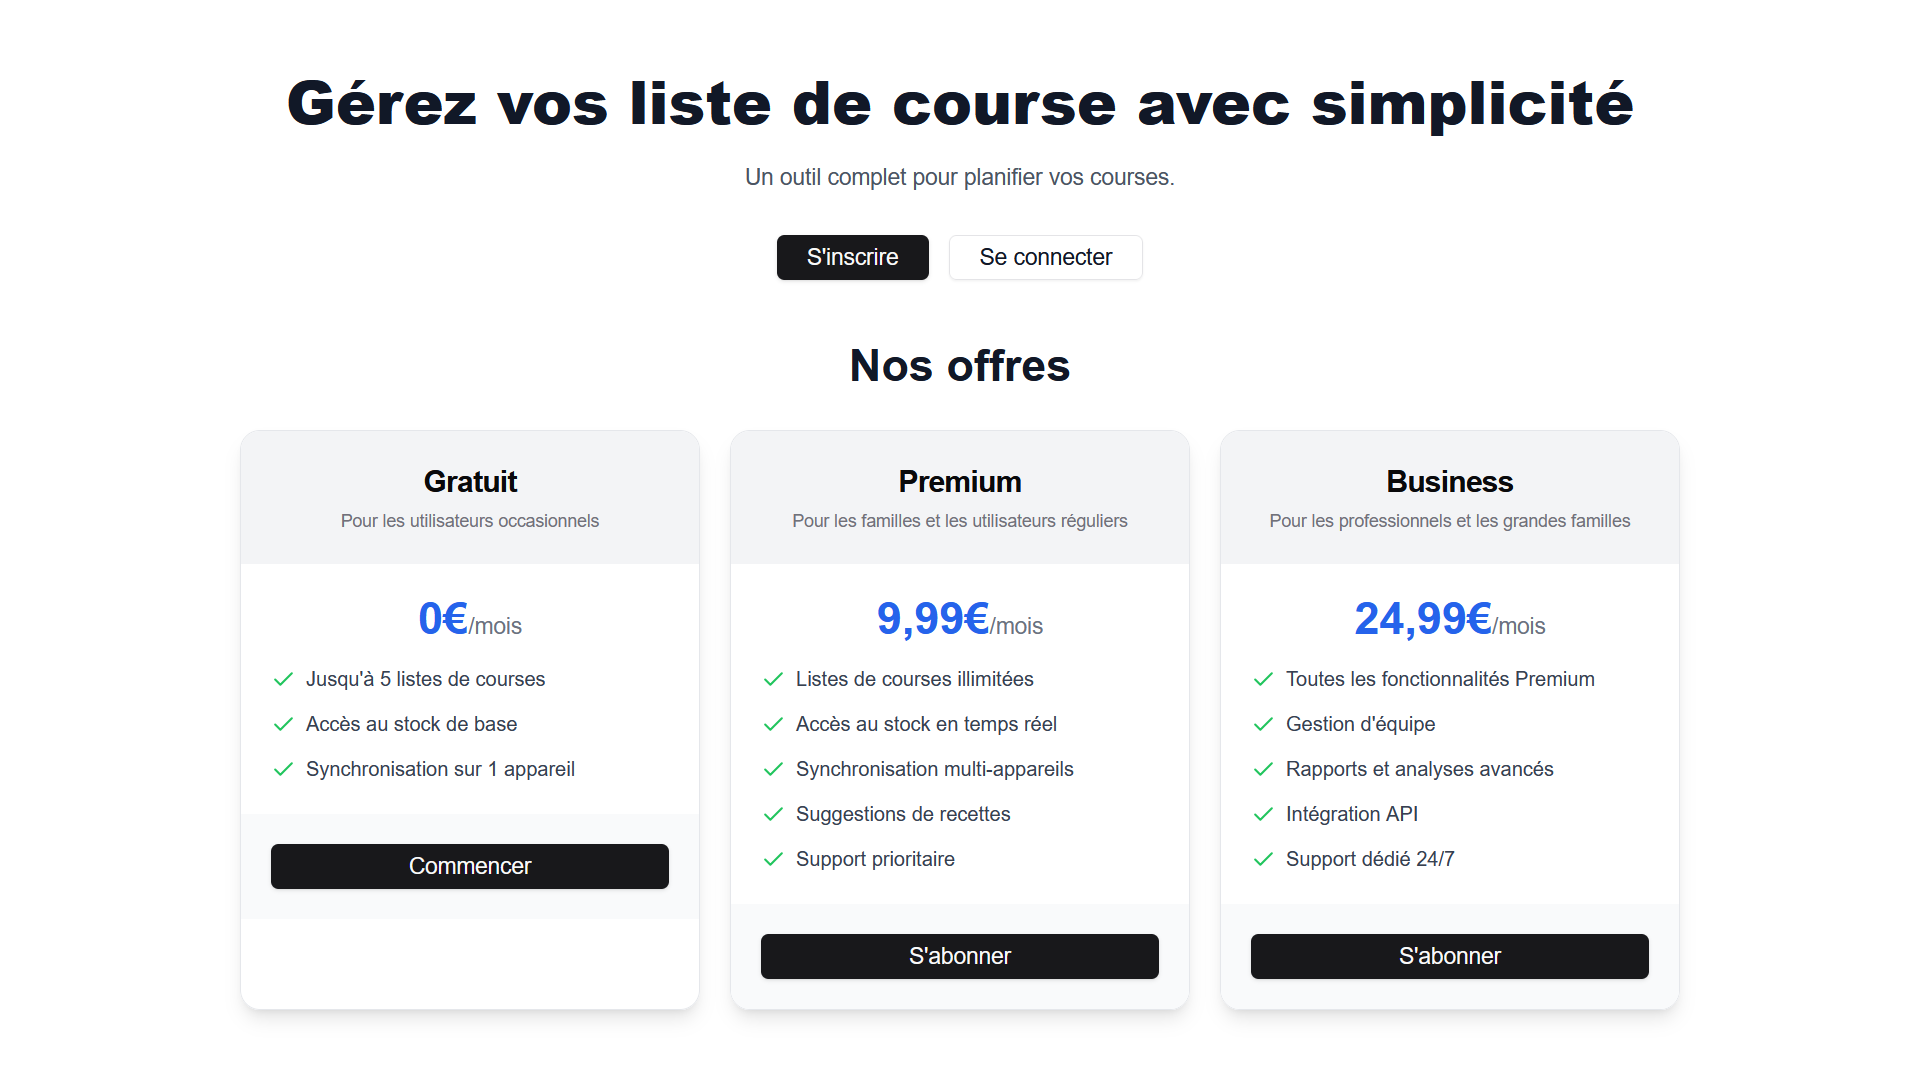 Gérez vos liste de course avec simplicité
Un outil complet pour planifier vos courses.
S'inscrire
Se connecter
Nos offres
Gratuit
Pour les utilisateurs occasionnels
0€/mois
Jusqu'à 5 listes de courses
Accès au stock de base
Synchronisation sur 1 appareil
Commencer
Premium
Pour les familles et les utilisateurs réguliers
9,99€/mois
Listes de courses illimitées
Accès au stock en temps réel
Synchronisation multi-appareils
Suggestions de recettes
Support prioritaire
S'abonner
Business
Pour les professionnels et les grandes familles
24,99€/mois
Toutes les fonctionnalités Premium
Gestion d'équipe
Rapports et analyses avancés
Intégration API
Support dédié 24/7
S'abonner